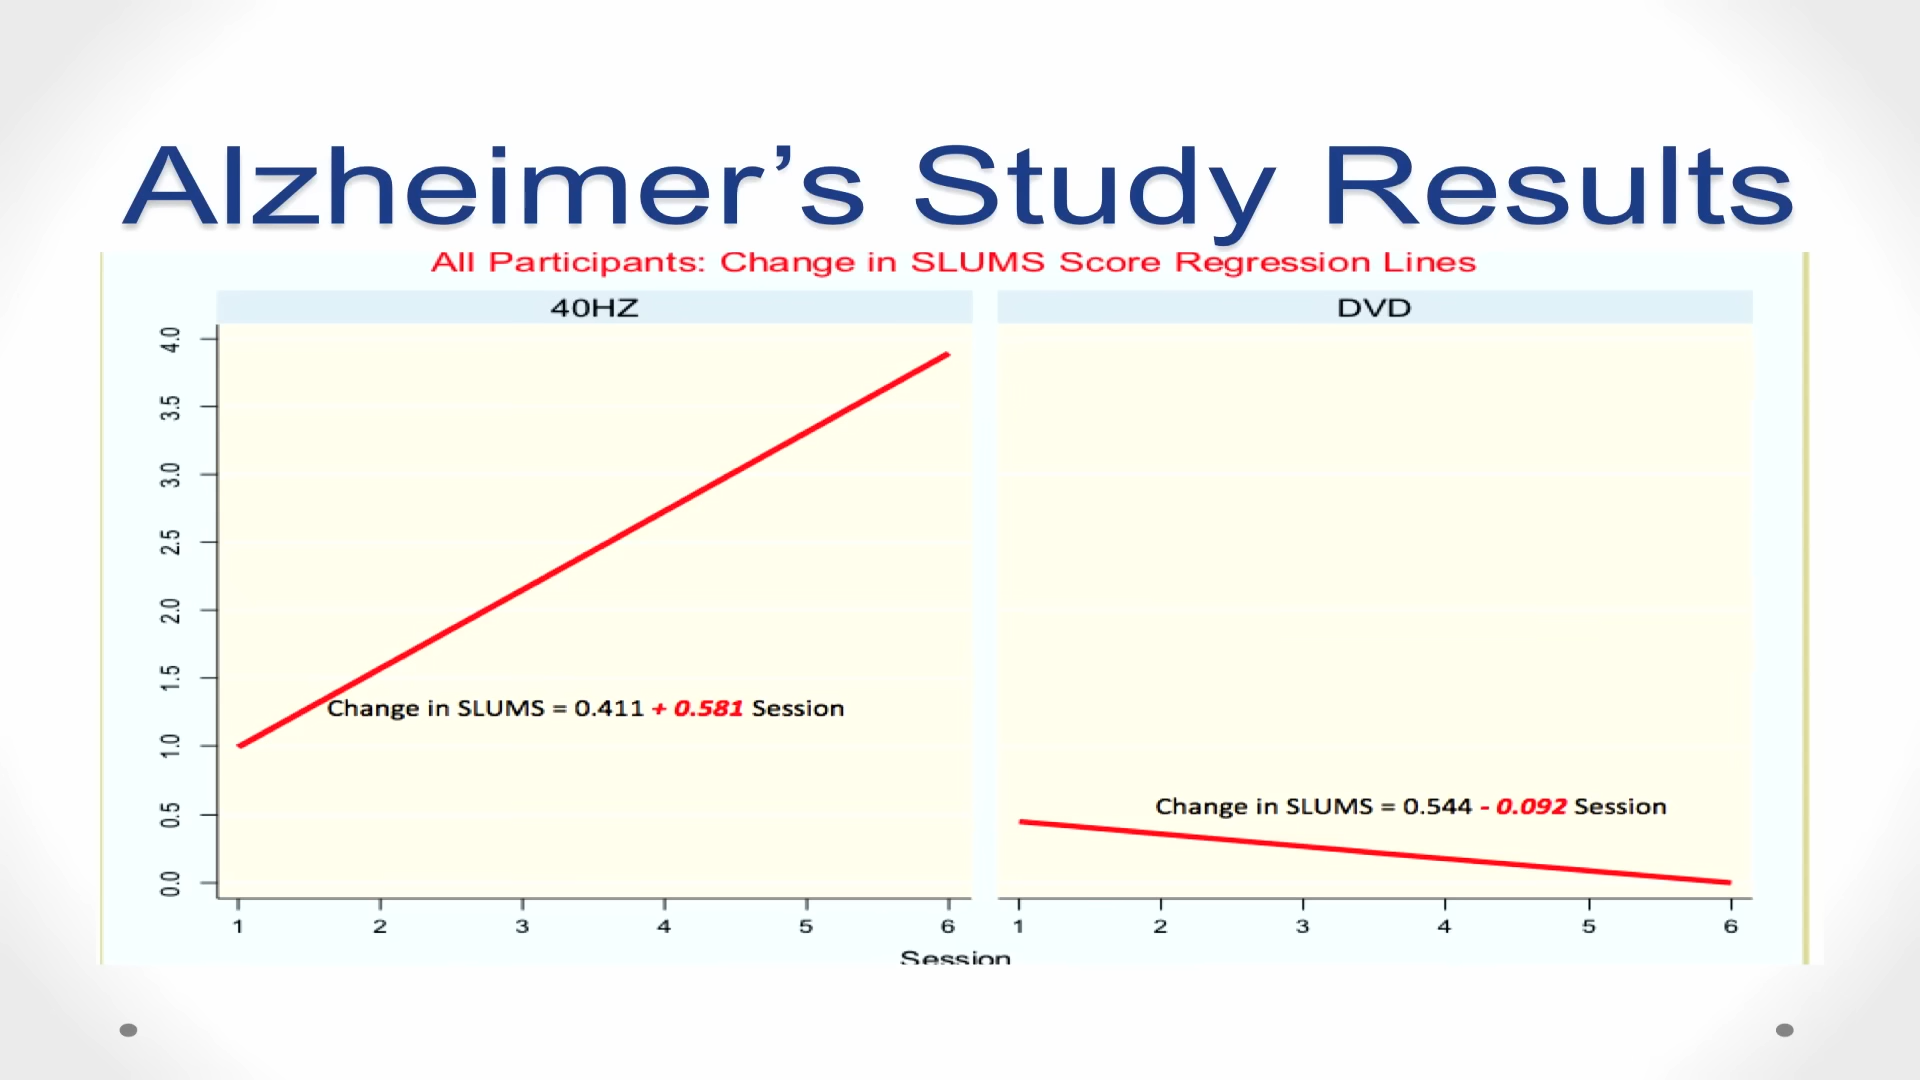 Alzheimer’s Study Results
All Participants: Change in SLUMS Score Regression Lines
40HZ
DVD
4.0
3.5
3.0
2.5
2.0
1.5
1.0
0.5
0.0
Change in SLUMS = 0.411 + 0.581 Session
Change in SLUMS = 0.544 - 0.092 Session
1 2 3 4 5 6
1 2 3 4 5 6
Session